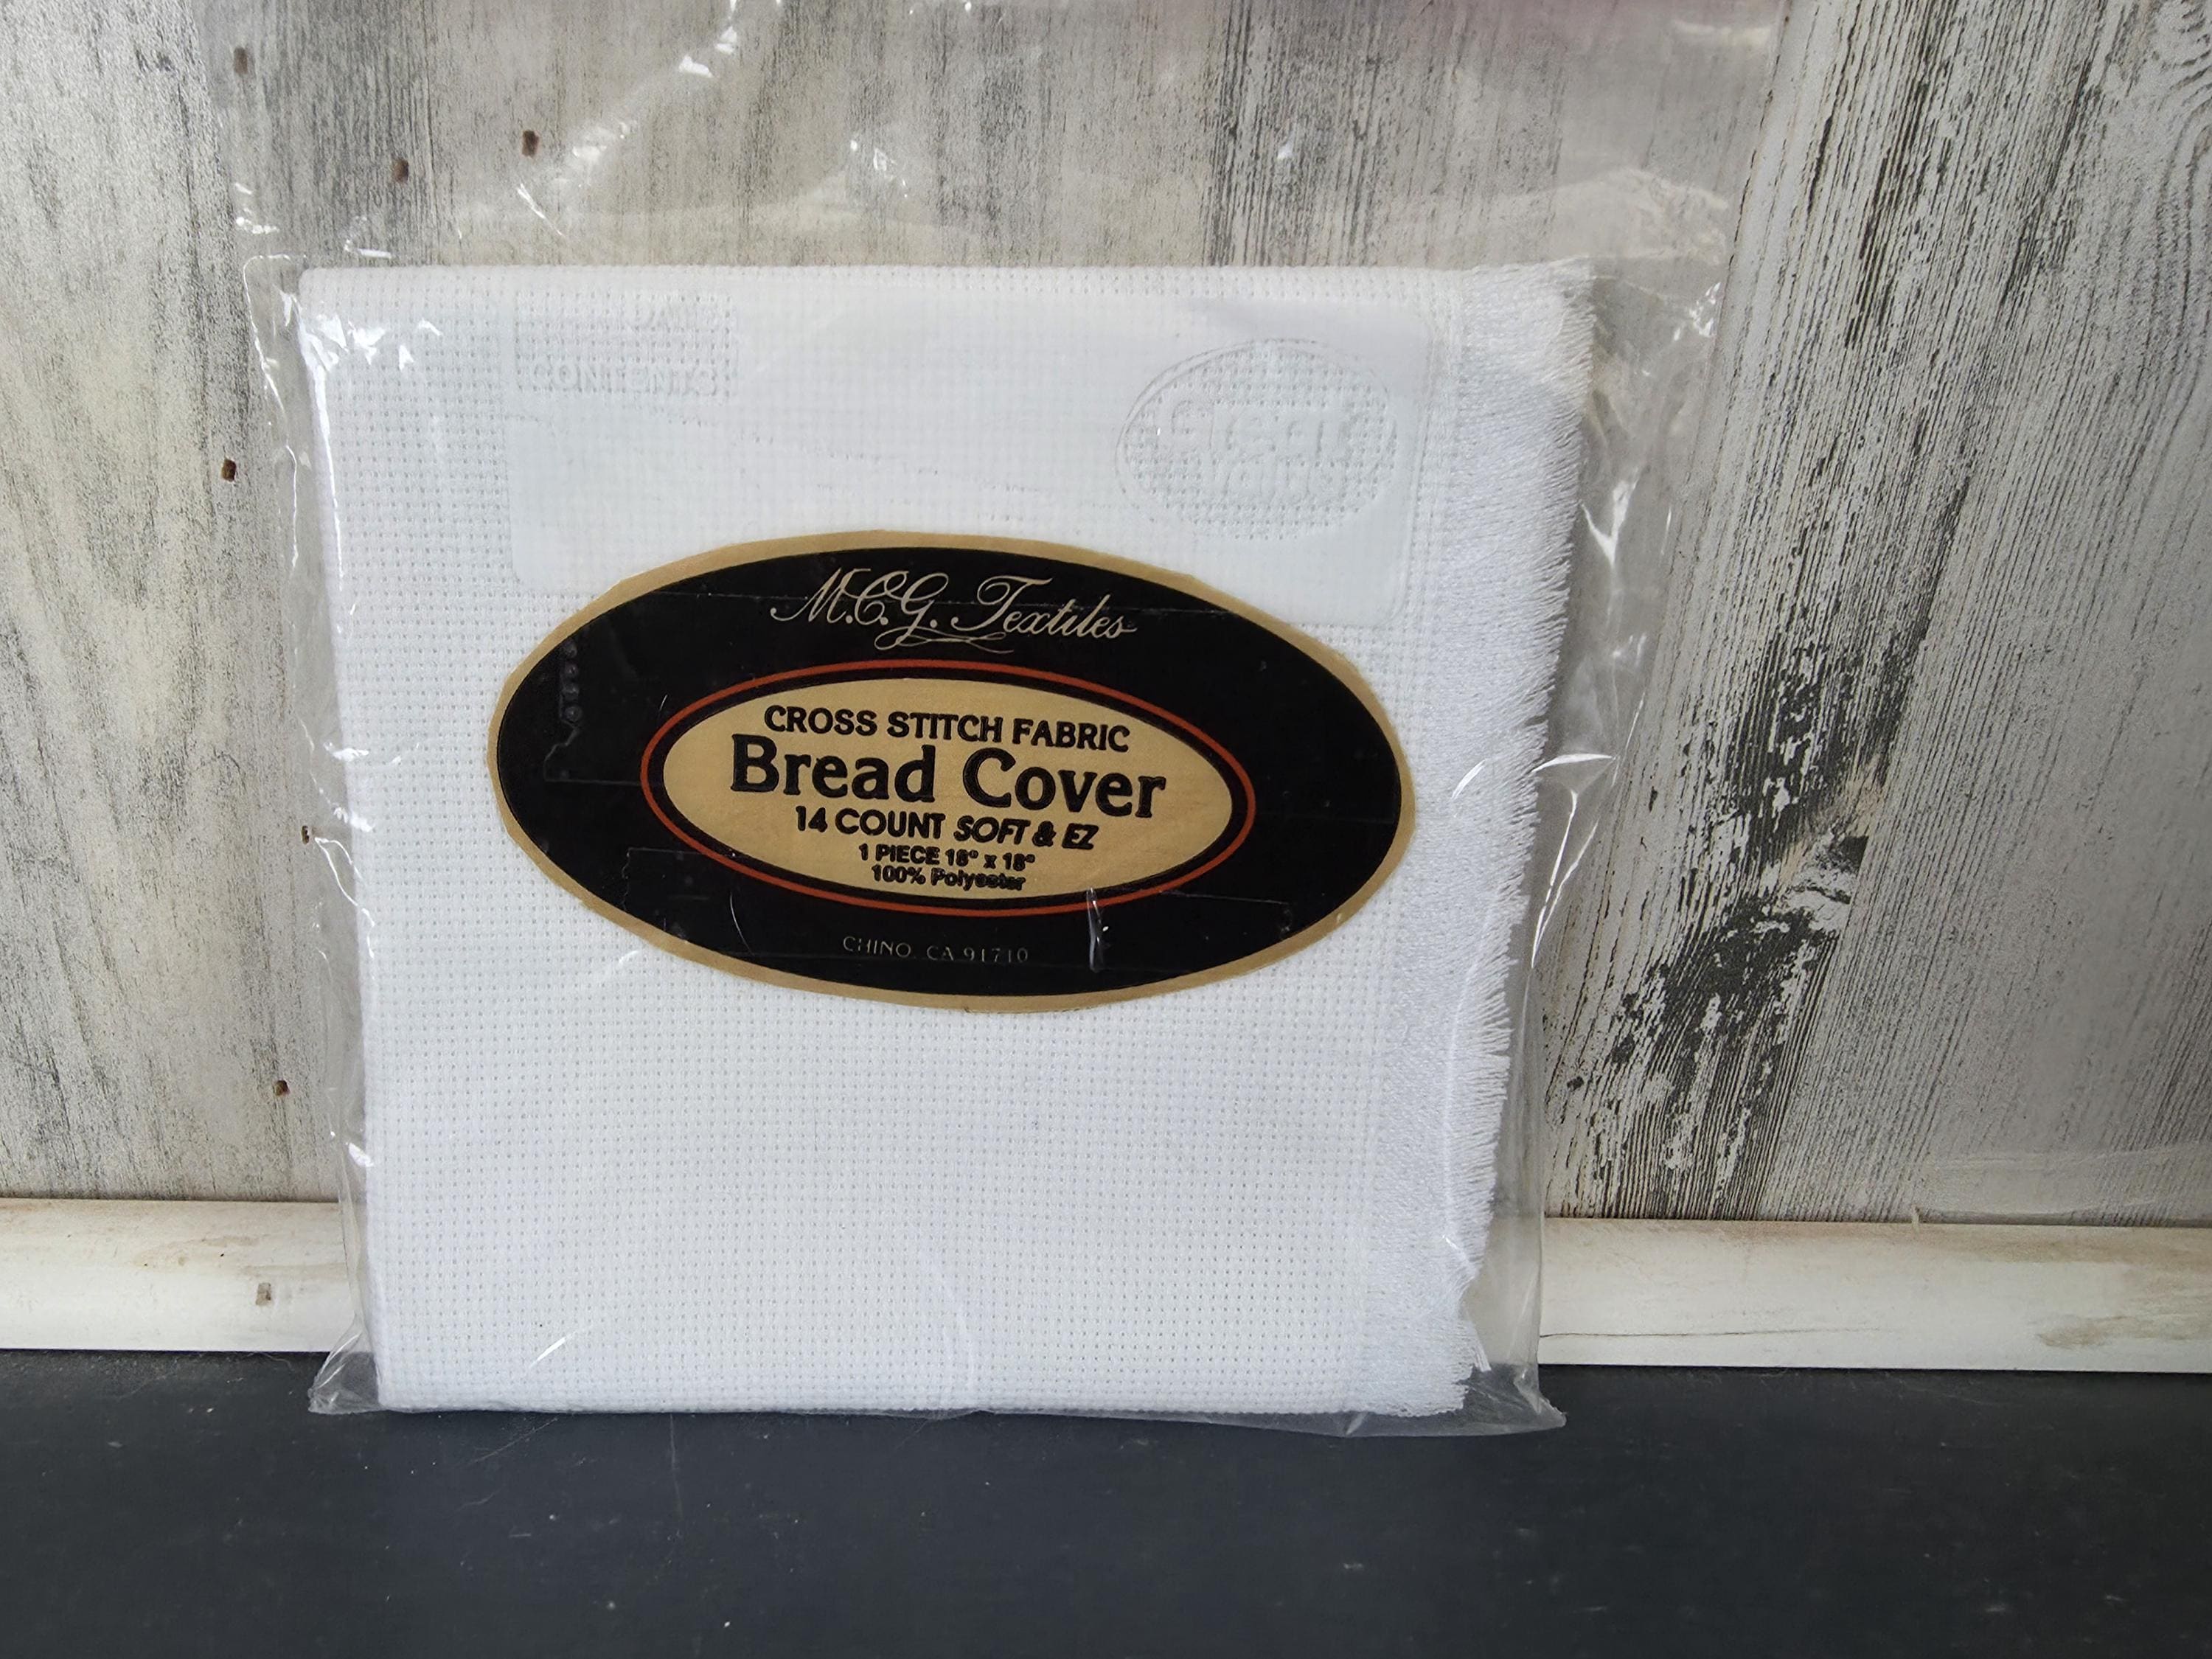 M.C.G. Textiles
CROSS STITCH FABRIC
Bread Cover
14 COUNT SOFT & EZ
1 PIECE 18" x 18"
100% Polyester
CHINO, CA 91710